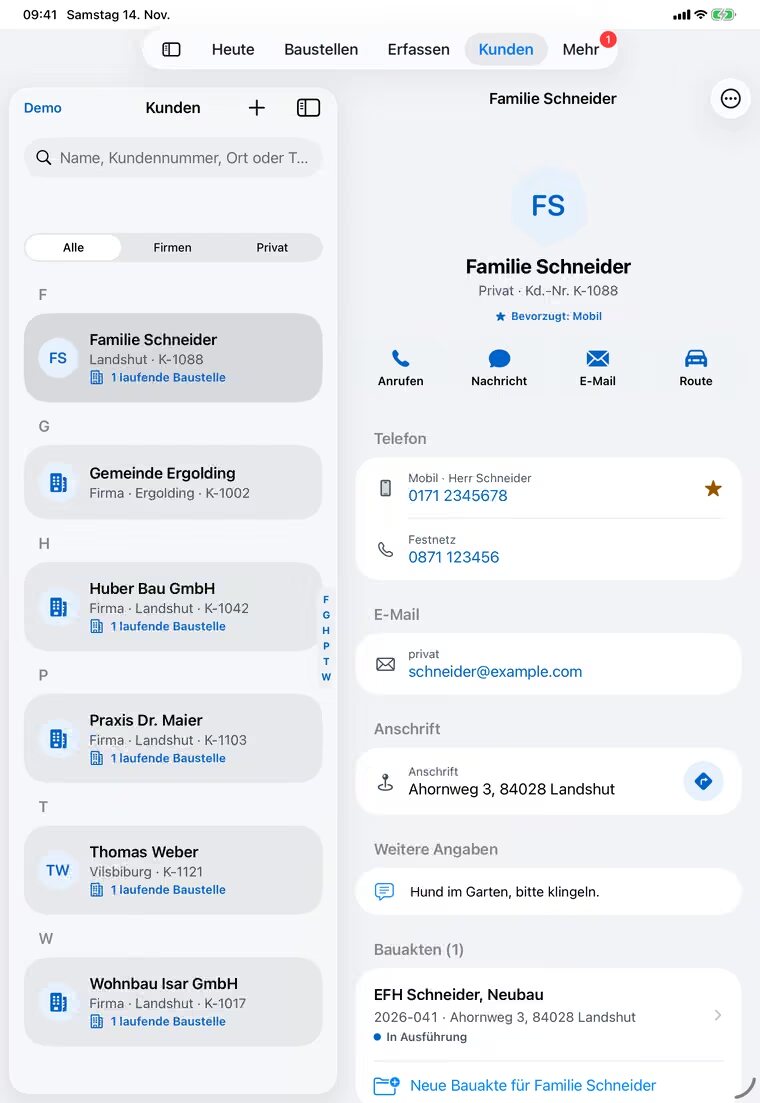 09:41 Samstag 14. Nov.
Heute Baustellen Erfassen Kunden Mehr 1
Demo Kunden
Name, Kundennummer, Ort oder T...
Alle Firmen Privat
F
FS
Familie Schneider
Landshut · K-1088
1 laufende Baustelle
G
Gemeinde Ergolding
Firma · Ergolding · K-1002
H
Huber Bau GmbH
Firma · Landshut · K-1042
1 laufende Baustelle
P
Praxis Dr. Maier
Firma · Landshut · K-1103
1 laufende Baustelle
T
TW
Thomas Weber
Vilsbiburg · K-1121
1 laufende Baustelle
W
Wohnbau Isar GmbH
Firma · Landshut · K-1017
1 laufende Baustelle
F
G
H
P
T
W
Familie Schneider
FS
Familie Schneider
Privat · Kd.-Nr. K-1088
Bevorzugt: Mobil
Anrufen Nachricht E-Mail Route
Telefon
Mobil · Herr Schneider
0171 2345678
Festnetz
0871 123456
E-Mail
privat
schneider@example.com
Anschrift
Anschrift
Ahornweg 3, 84028 Landshut
Weitere Angaben
Hund im Garten, bitte klingeln.
Bauakten (1)
EFH Schneider, Neubau
2026-041 · Ahornweg 3, 84028 Landshut
In Ausführung
Neue Bauakte für Familie Schneider